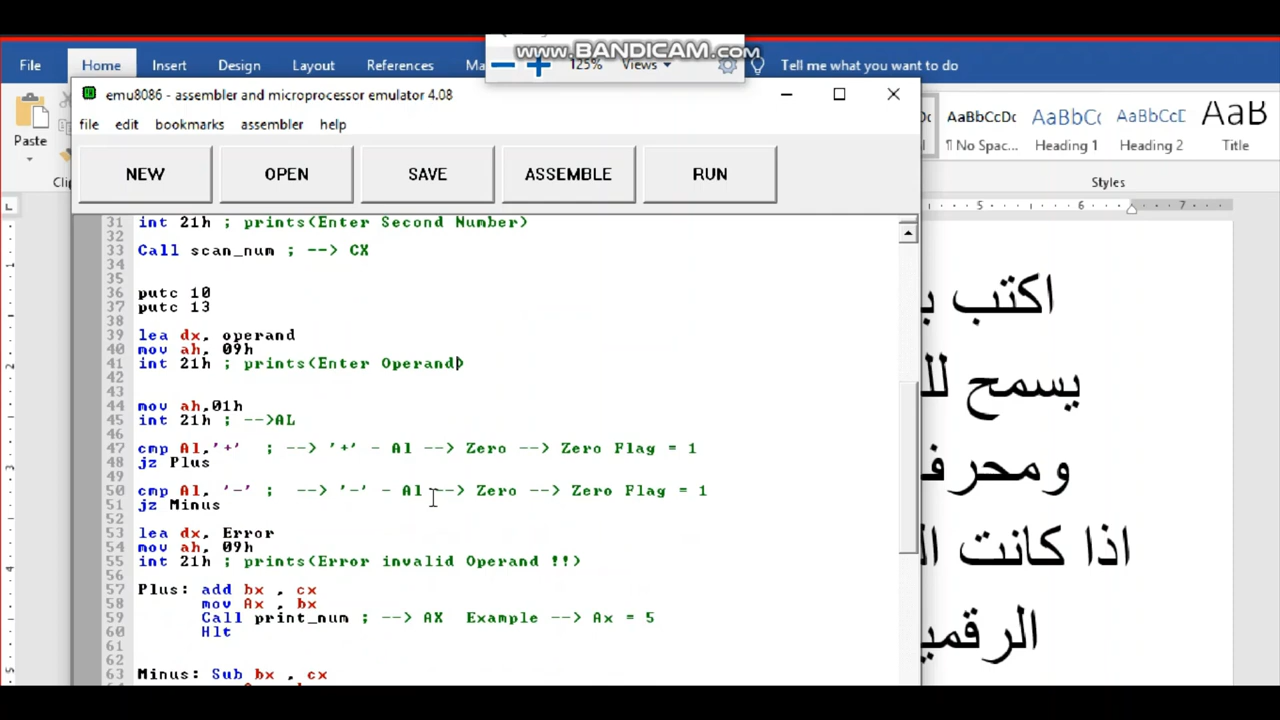 www.BANDICAM.com
File Home Insert Design Layout References 125% Views Tell me what you want to do
emu8086 - assembler and microprocessor emulator 4.08
file edit bookmarks assembler help
Paste
NEW OPEN SAVE ASSEMBLE RUN
AaBbCcDc AaBbCc AaBbCcD AaB
¶ No Spac... Heading 1 Heading 2 Title
Styles
5 6 7
31 int 21h ; prints(Enter Second Number)
32
33 Call scan_num ; --> CX
34
35
36 putc 10
37 putc 13
38
39 lea dx, operand
40 mov ah, 09h
41 int 21h ; prints(Enter Operand)
42
43
44 mov ah,01h
45 int 21h ; -->AL
46
47 cmp Al,'+' ; --> '+' - Al --> Zero --> Zero Flag = 1
48 jz Plus
49
50 cmp Al, '-' ; --> '-' - Al --> Zero --> Zero Flag = 1
51 jz Minus
52
53 lea dx, Error
54 mov ah, 09h
55 int 21h ; prints(Error invalid Operand !!)
56
57 Plus: add bx , cx
58 mov Ax , bx
59 Call print_num ; --> AX Example --> Ax = 5
60 Hlt
61
62
63 Minus: Sub bx , cx
اكتب
يسمح
اذا كانت